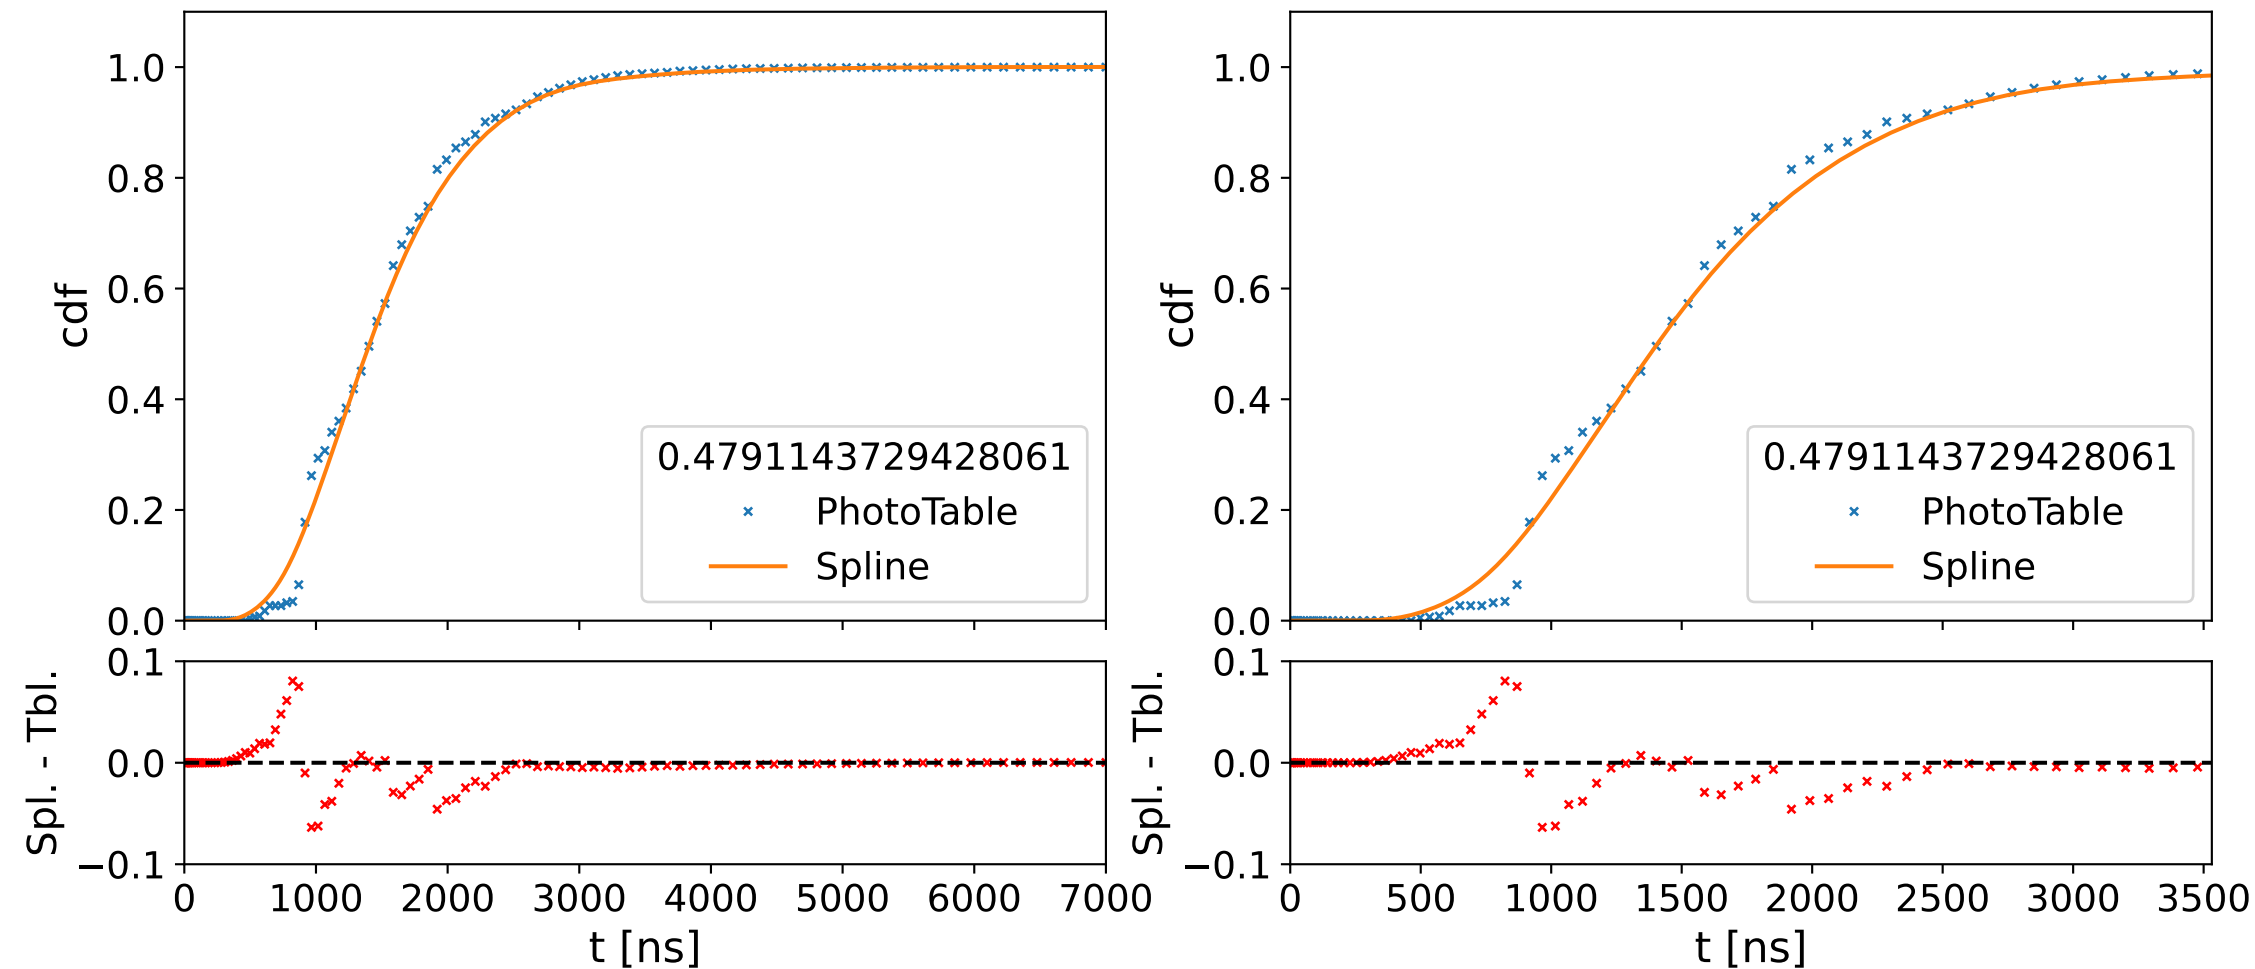 1.0
0.8
0.6
0.4
0.2
0.0
cdf
0.4791143729428061
PhotoTable
Spline
0.1
0.0
−0.1
Spl. - Tbl.
0 1000 2000 3000 4000 5000 6000 7000
t [ns]
1.0
0.8
0.6
0.4
0.2
0.0
cdf
0.4791143729428061
PhotoTable
Spline
0.1
0.0
−0.1
Spl. - Tbl.
0 500 1000 1500 2000 2500 3000 3500
t [ns]